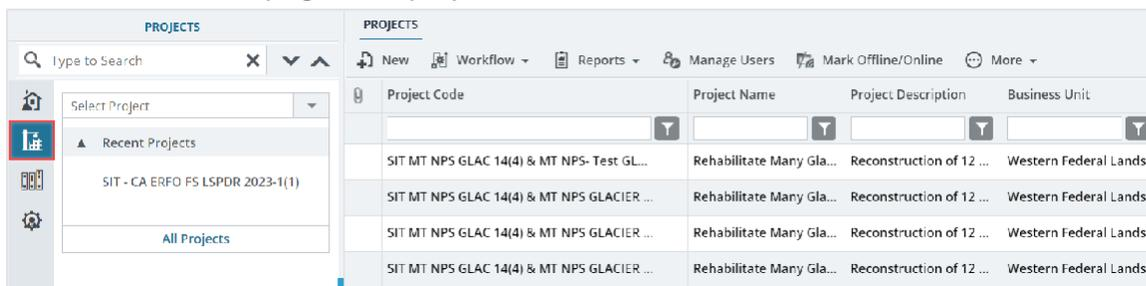 PROJECTS
Type to Search
Select Project
Recent Projects
SIT - CA ERFO FS LSPDR 2023-1(1)
All Projects
PROJECTS
New Workflow Reports Manage Users Mark Offline/Online More
Project Code Project Name Project Description Business Unit
SIT MT NPS GLAC 14(4) & MT NPS- Test GL... Rehabilitate Many Gla... Reconstruction of 12 ... Western Federal Lands
SIT MT NPS GLAC 14(4) & MT NPS GLACIER ... Rehabilitate Many Gla... Reconstruction of 12 ... Western Federal Lands
SIT MT NPS GLAC 14(4) & MT NPS GLACIER ... Rehabilitate Many Gla... Reconstruction of 12 ... Western Federal Lands
SIT MT NPS GLAC 14(4) & MT NPS GLACIER ... Rehabilitate Many Gla... Reconstruction of 12 ... Western Federal Lands